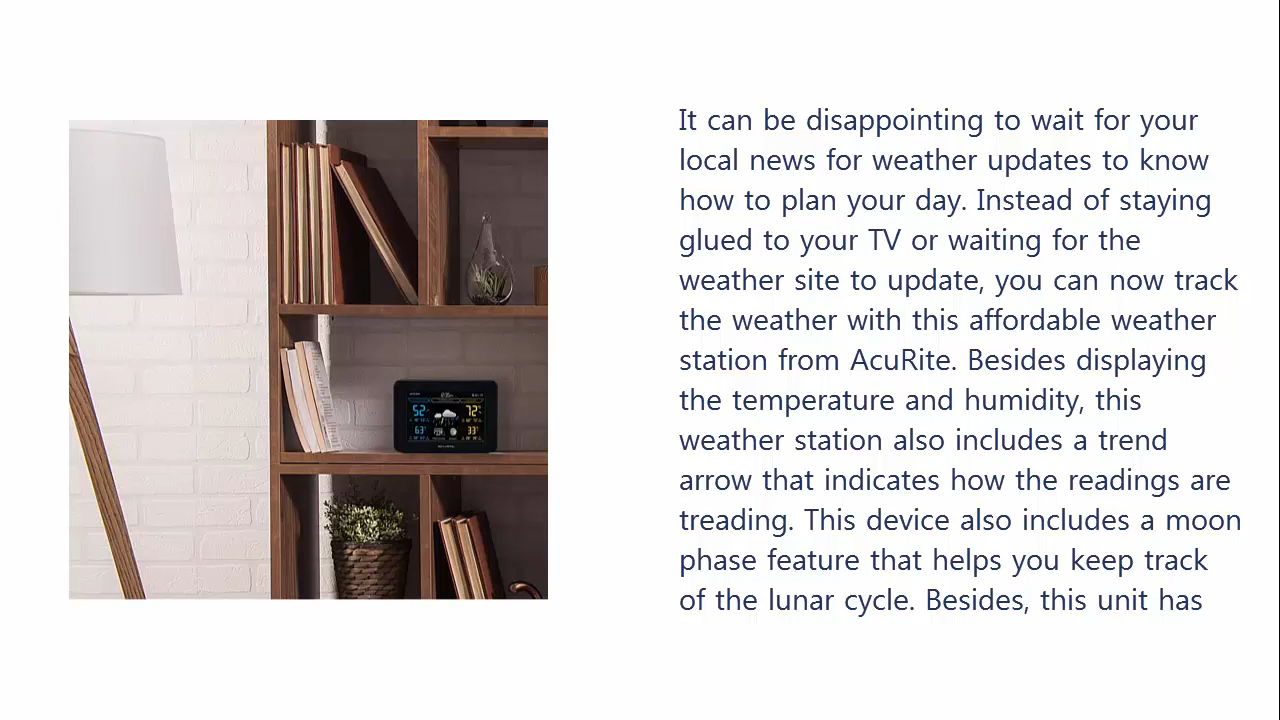 It can be disappointing to wait for your
local news for weather updates to know
how to plan your day. Instead of staying
glued to your TV or waiting for the
weather site to update, you can now track
the weather with this affordable weather
station from AcuRite. Besides displaying
the temperature and humidity, this
weather station also includes a trend
arrow that indicates how the readings are
treading. This device also includes a moon
phase feature that helps you keep track
of the lunar cycle. Besides, this unit has
52
72
63
33